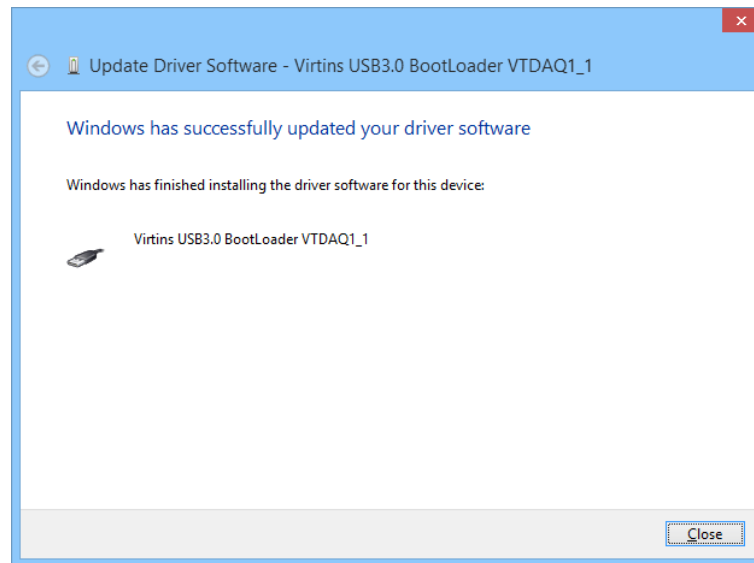 Update Driver Software - Virtins USB3.0 BootLoader VTDAQ1_1
Windows has successfully updated your driver software
Windows has finished installing the driver software for this device:
Virtins USB3.0 BootLoader VTDAQ1_1
Close